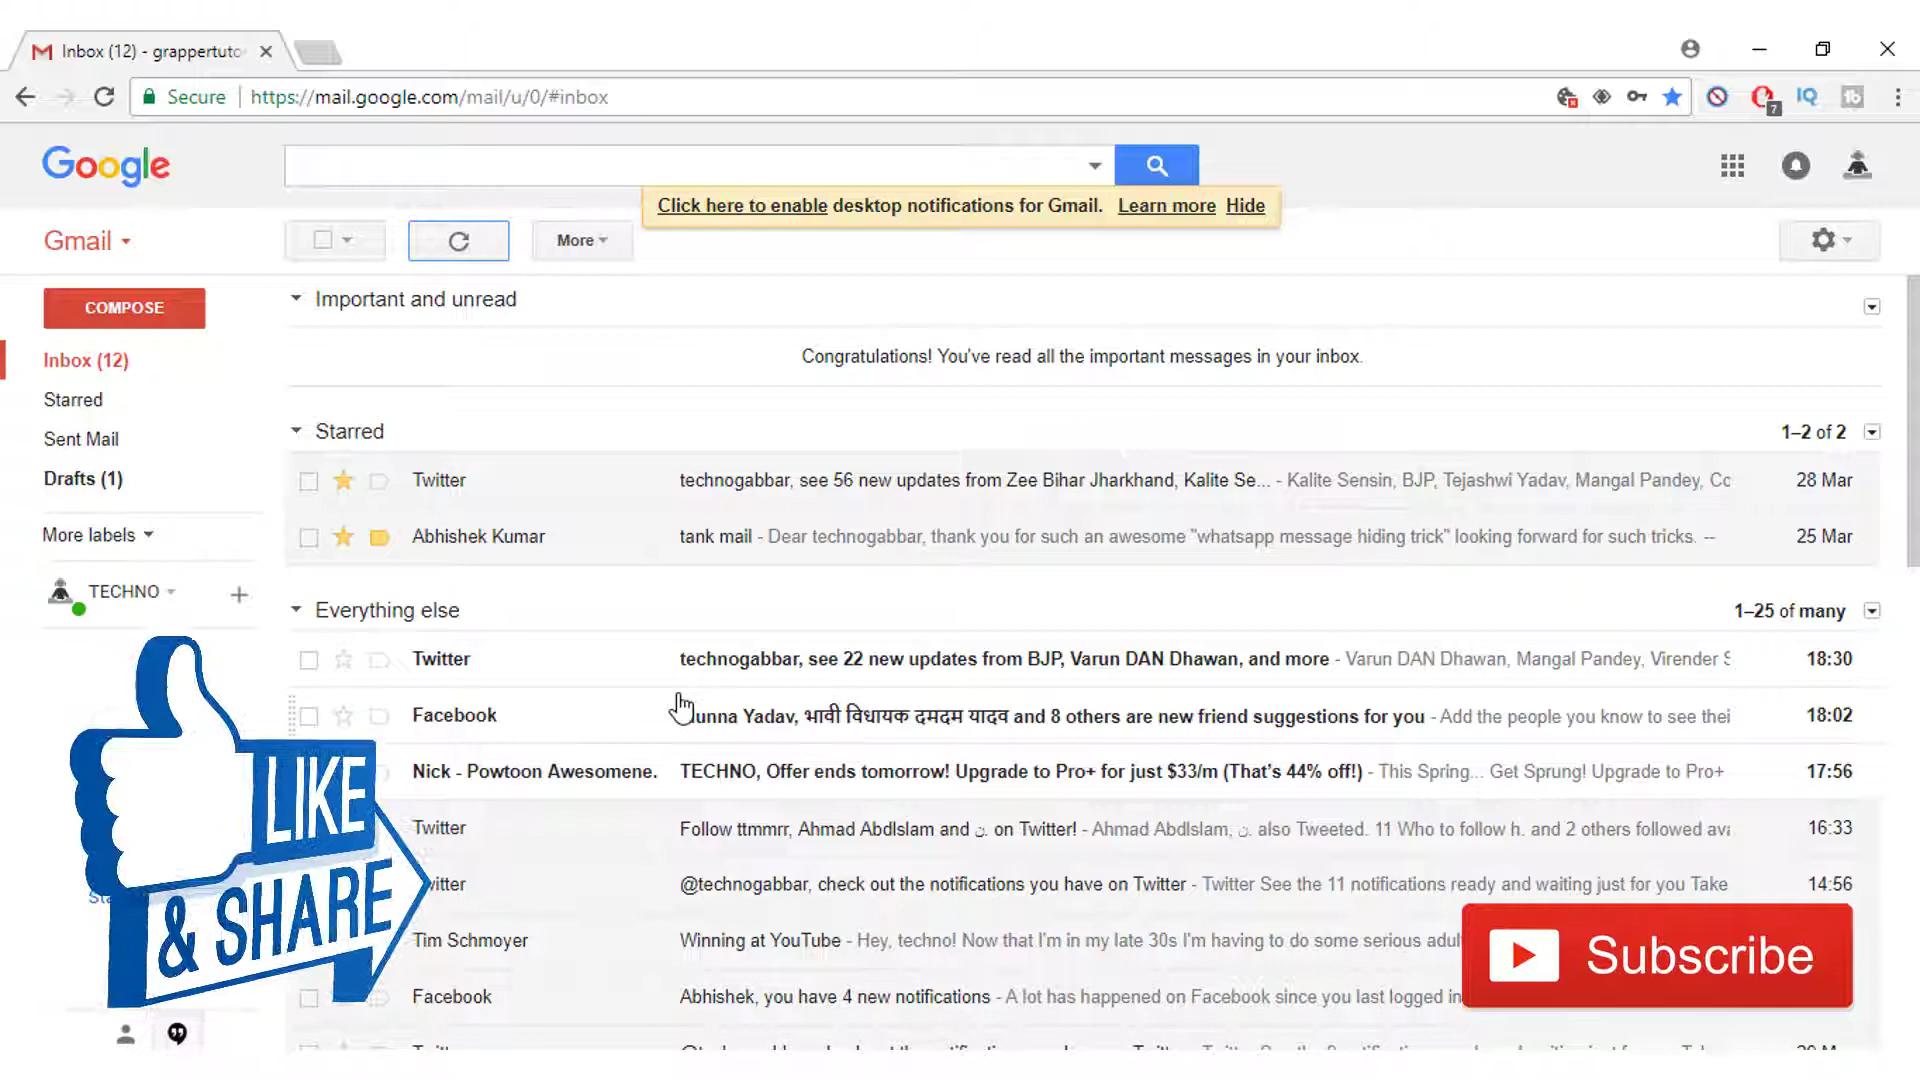 Inbox (12) - grappertuto
Secure https://mail.google.com/mail/u/0/#inbox
7
Google
Click here to enable desktop notifications for Gmail. Learn more Hide
Gmail
More
COMPOSE
Important and unread
Congratulations! You've read all the important messages in your inbox.
Inbox (12)
Starred
Sent Mail
Drafts (1)
More labels
TECHNO
Starred 1–2 of 2
Twitter technogabbar, see 56 new updates from Zee Bihar Jharkhand, Kalite Se... - Kalite Sensin, BJP, Tejashwi Yadav, Mangal Pandey, Co 28 Mar
Abhishek Kumar tank mail - Dear technogabbar, thank you for such an awesome "whatsapp message hiding trick" looking forward for such tricks. -- 25 Mar
Everything else 1–25 of many
Twitter technogabbar, see 22 new updates from BJP, Varun DAN Dhawan, and more - Varun DAN Dhawan, Mangal Pandey, Virender S 18:30
Facebook unna Yadav, भावी विधायक दमदम यादव and 8 others are new friend suggestions for you - Add the people you know to see thei 18:02
Nick - Powtoon Awesomene. TECHNO, Offer ends tomorrow! Upgrade to Pro+ for just $33/m (That's 44% off!) - This Spring... Get Sprung! Upgrade to Pro+ 17:56
Twitter Follow ttmmrr, Ahmad Abdlslam and ن. on Twitter! - Ahmad Abdlslam, ن. also Tweeted. 11 Who to follow h. and 2 others followed ava 16:33
witter @technogabbar, check out the notifications you have on Twitter - Twitter See the 11 notifications ready and waiting just for you Take 14:56
Tim Schmoyer Winning at YouTube - Hey, techno! Now that I'm in my late 30s I'm having to do some serious adul
Facebook Abhishek, you have 4 new notifications - A lot has happened on Facebook since you last logged in
LIKE
& SHARE
Subscribe